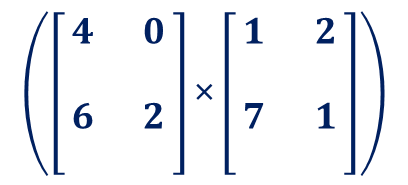 ([4 0] × [1 2])
([6 2] × [7 1])